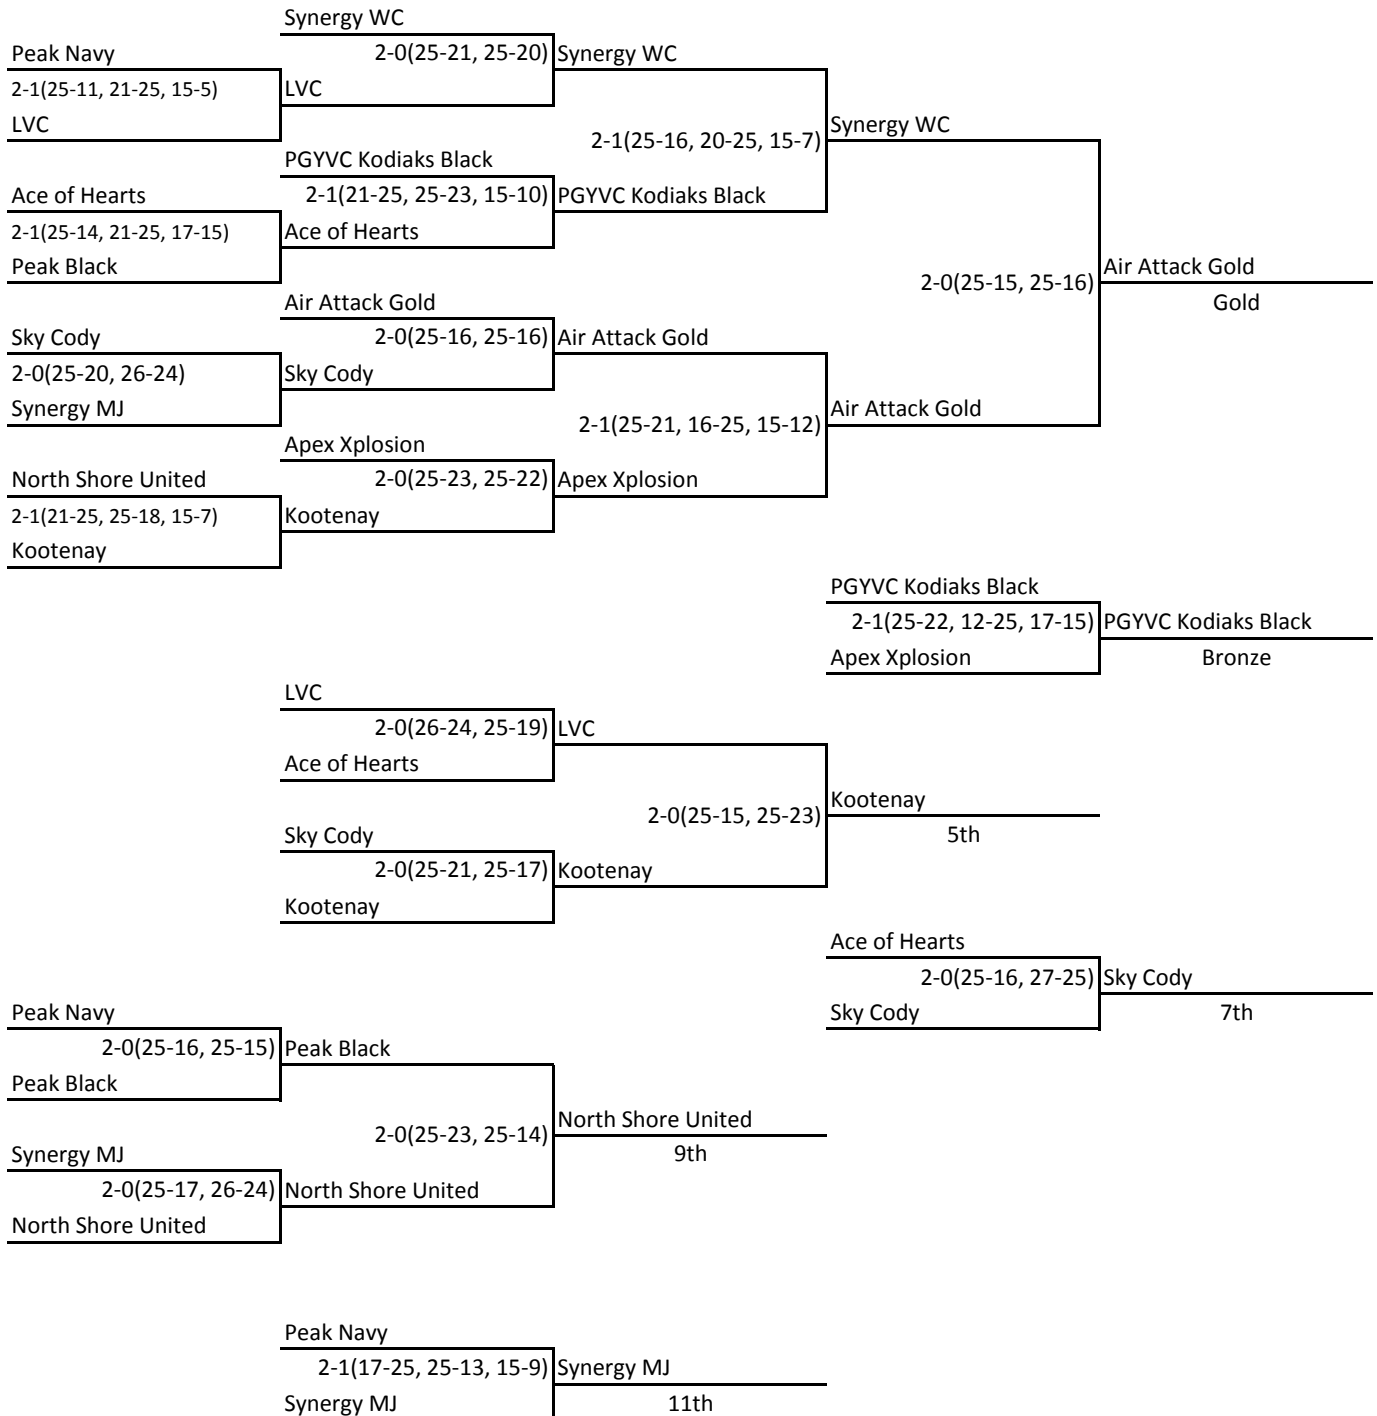 Synergy WC
Peak Navy
2-0(25-21, 25-20)
Synergy WC
2-1(25-11, 21-25, 15-5)
LVC
LVC
2-1(25-16, 20-25, 15-7)
Synergy WC
PGYVC Kodiaks Black
Ace of Hearts
2-1(21-25, 25-23, 15-10)
PGYVC Kodiaks Black
2-1(25-14, 21-25, 17-15)
Ace of Hearts
Peak Black
2-0(25-15, 25-16)
Air Attack Gold
Gold
Air Attack Gold
Sky Cody
2-0(25-16, 25-16)
Air Attack Gold
2-0(25-20, 26-24)
Sky Cody
Synergy MJ
2-1(25-21, 16-25, 15-12)
Air Attack Gold
Apex Xplosion
North Shore United
2-0(25-23, 25-22)
Apex Xplosion
2-1(21-25, 25-18, 15-7)
Kootenay
Kootenay
PGYVC Kodiaks Black
2-1(25-22, 12-25, 17-15)
PGYVC Kodiaks Black
Apex Xplosion
Bronze
LVC
2-0(26-24, 25-19)
LVC
Ace of Hearts
2-0(25-15, 25-23)
Kootenay
5th
Sky Cody
2-0(25-21, 25-17)
Kootenay
Kootenay
Ace of Hearts
2-0(25-16, 27-25)
Sky Cody
Sky Cody
7th
Peak Navy
2-0(25-16, 25-15)
Peak Black
Peak Black
2-0(25-23, 25-14)
North Shore United
9th
Synergy MJ
2-0(25-17, 26-24)
North Shore United
North Shore United
Peak Navy
2-1(17-25, 25-13, 15-9)
Synergy MJ
Synergy MJ
11th